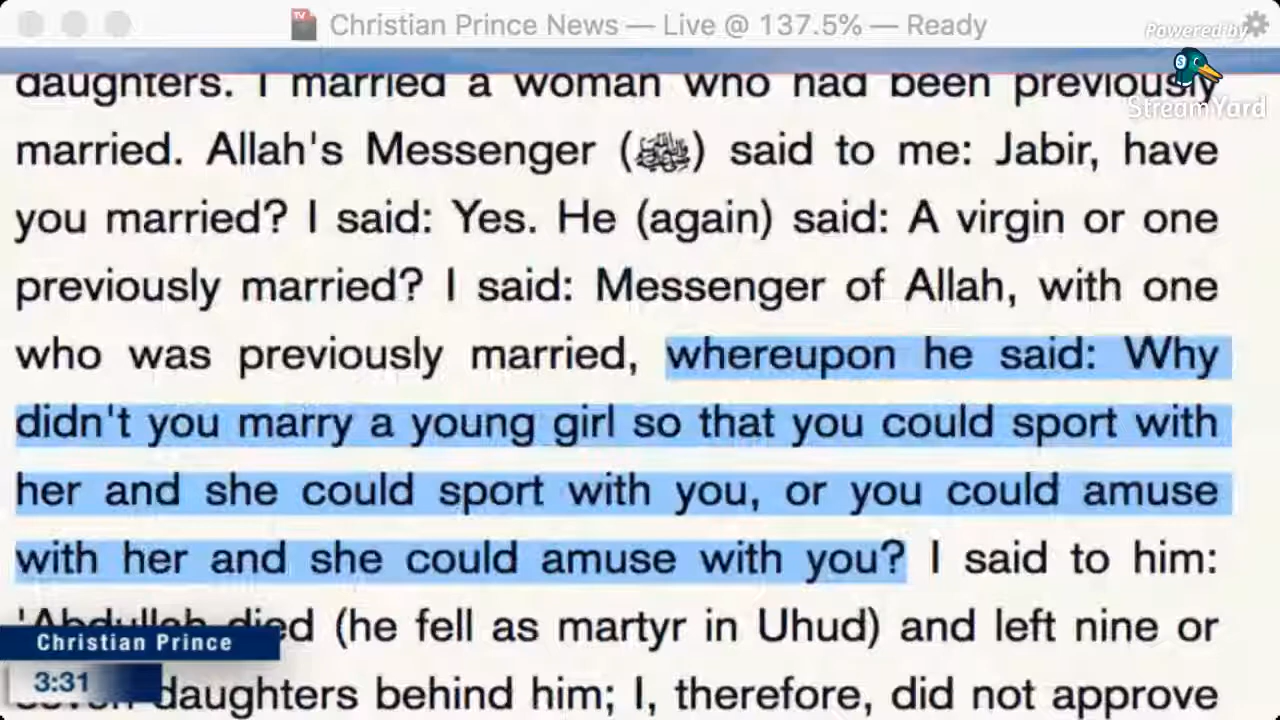 Christian Prince News — Live @ 137.5% — Ready
Powered by
StreamYard
daughters. I married a woman who had been previously
married. Allah's Messenger (ﷺ) said to me: Jabir, have
you married? I said: Yes. He (again) said: A virgin or one
previously married? I said: Messenger of Allah, with one
who was previously married, whereupon he said: Why
didn't you marry a young girl so that you could sport with
her and she could sport with you, or you could amuse
with her and she could amuse with you? I said to him:
'Abdullah died (he fell as martyr in Uhud) and left nine or
daughters behind him; I, therefore, did not approve
Christian Prince
3:31